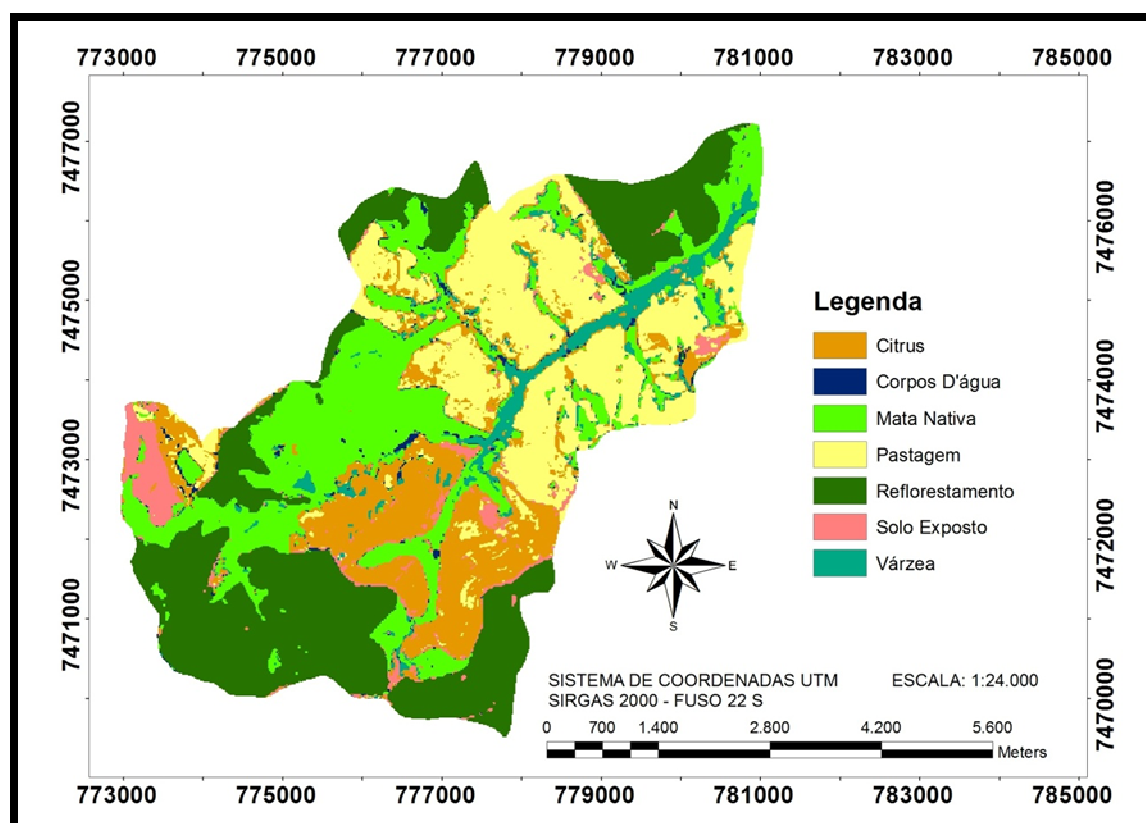 773000 775000 777000 779000 781000 783000 785000
7477000
7475000
7473000
7471000
7476000
7474000
7472000
7470000
Legenda
Citrus
Corpos D'água
Mata Nativa
Pastagem
Reflorestamento
Solo Exposto
Várzea
N
W
E
S
SISTEMA DE COORDENADAS UTM ESCALA: 1:24.000
SIRGAS 2000 - FUSO 22 S
0 700 1.400 2.800 4.200 5.600
Meters
773000 775000 777000 779000 781000 783000 785000